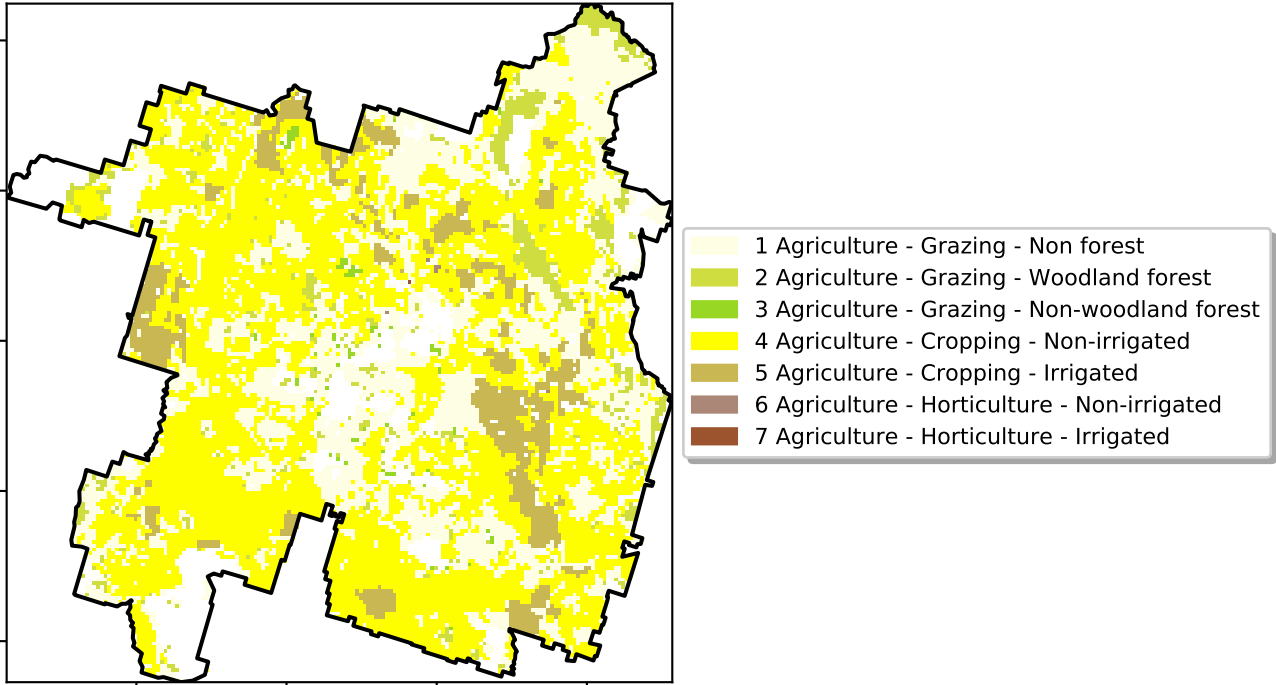 1 Agriculture - Grazing - Non forest
2 Agriculture - Grazing - Woodland forest
3 Agriculture - Grazing - Non-woodland forest
4 Agriculture - Cropping - Non-irrigated
5 Agriculture - Cropping - Irrigated
6 Agriculture - Horticulture - Non-irrigated
7 Agriculture - Horticulture - Irrigated